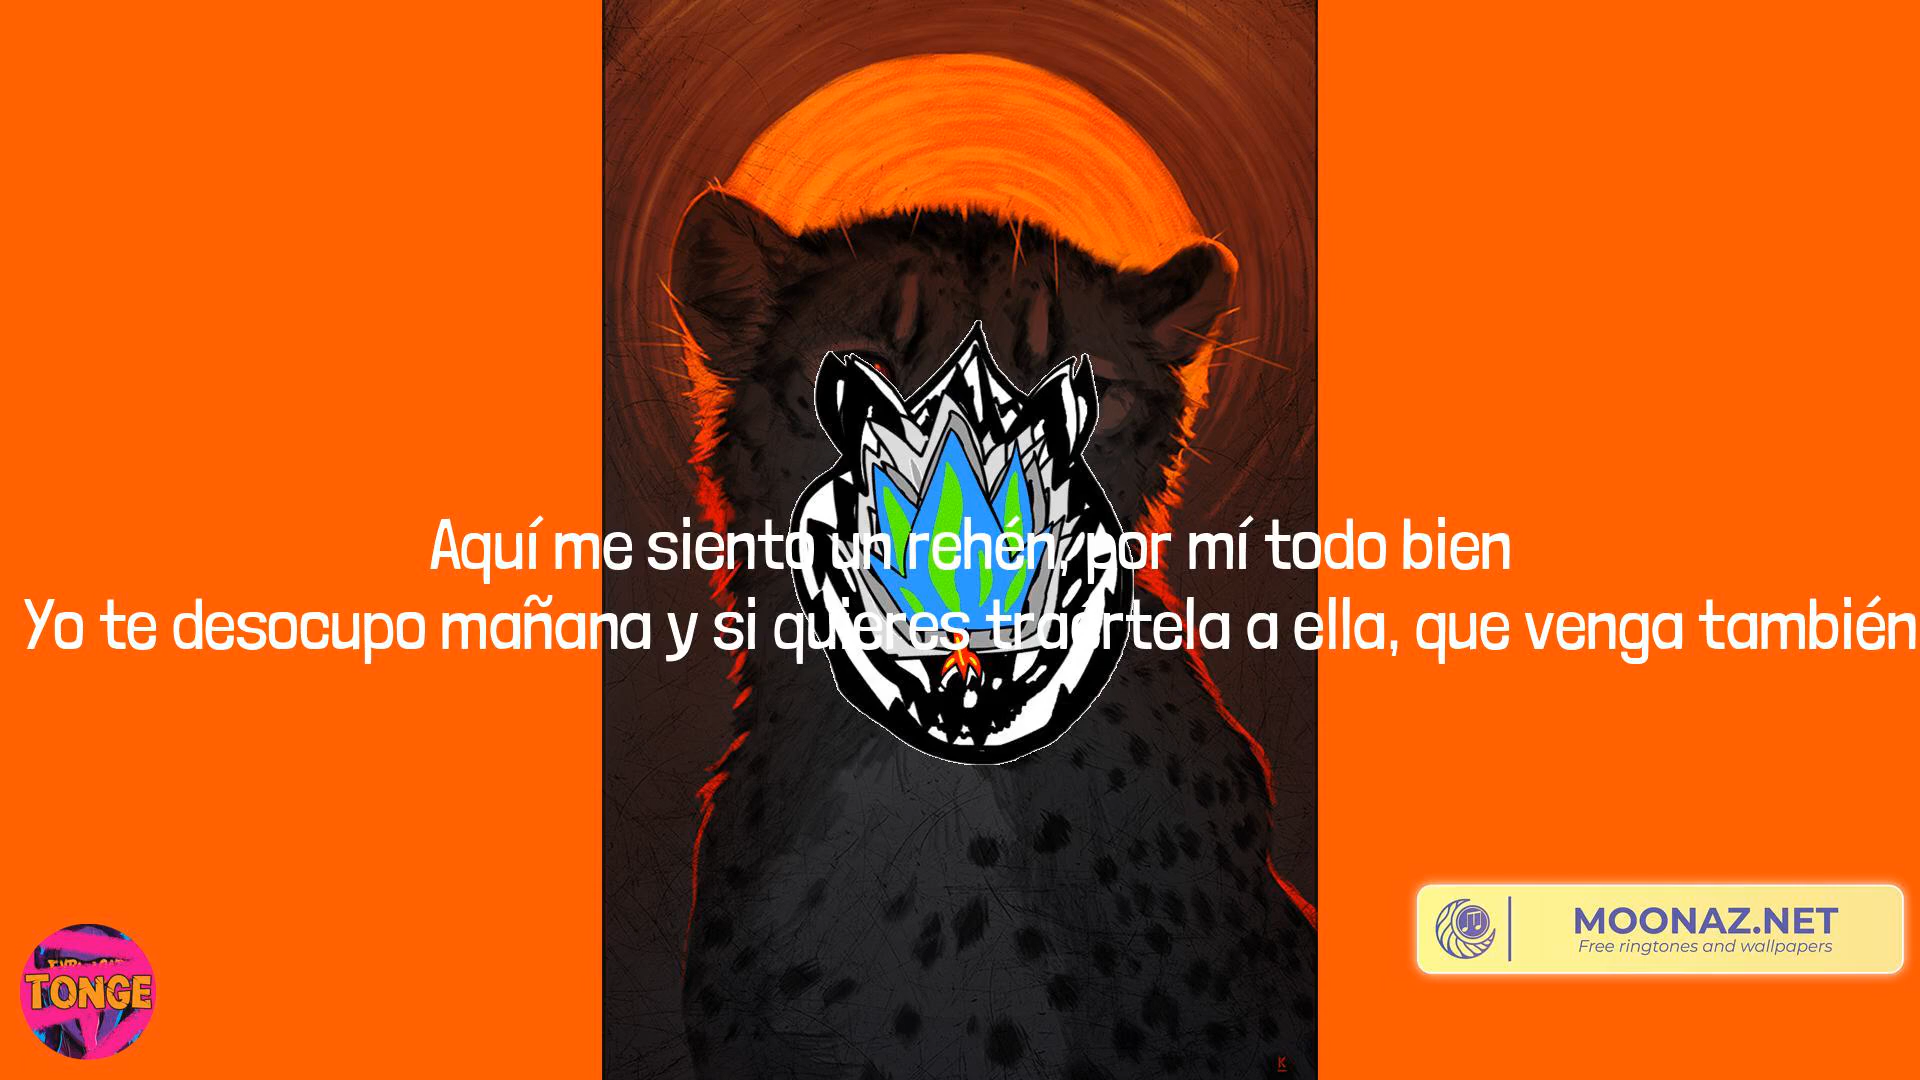 Aquí me siento un rehén, por mí todo bien
Yo te desocupo mañana y si quieres traértela a ella, que venga también
TONGE
MOONAZ.NET
Free ringtones and wallpapers
K